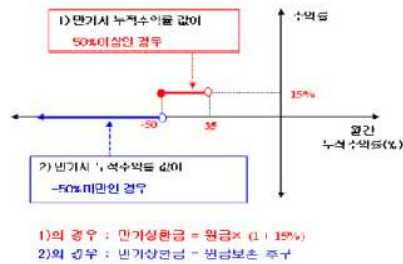 1) 만기시 누적수익률 값이
50%이상인 경우
수익률
15%
-50
35
월간
누적수익률(%)
2) 만기시 누적수익률 값이
-50%미만인 경우
1)의 경우 : 만기상환금 = 원금× (1+15%)
2)의 경우 : 만기상환금 = 원금보존 추구